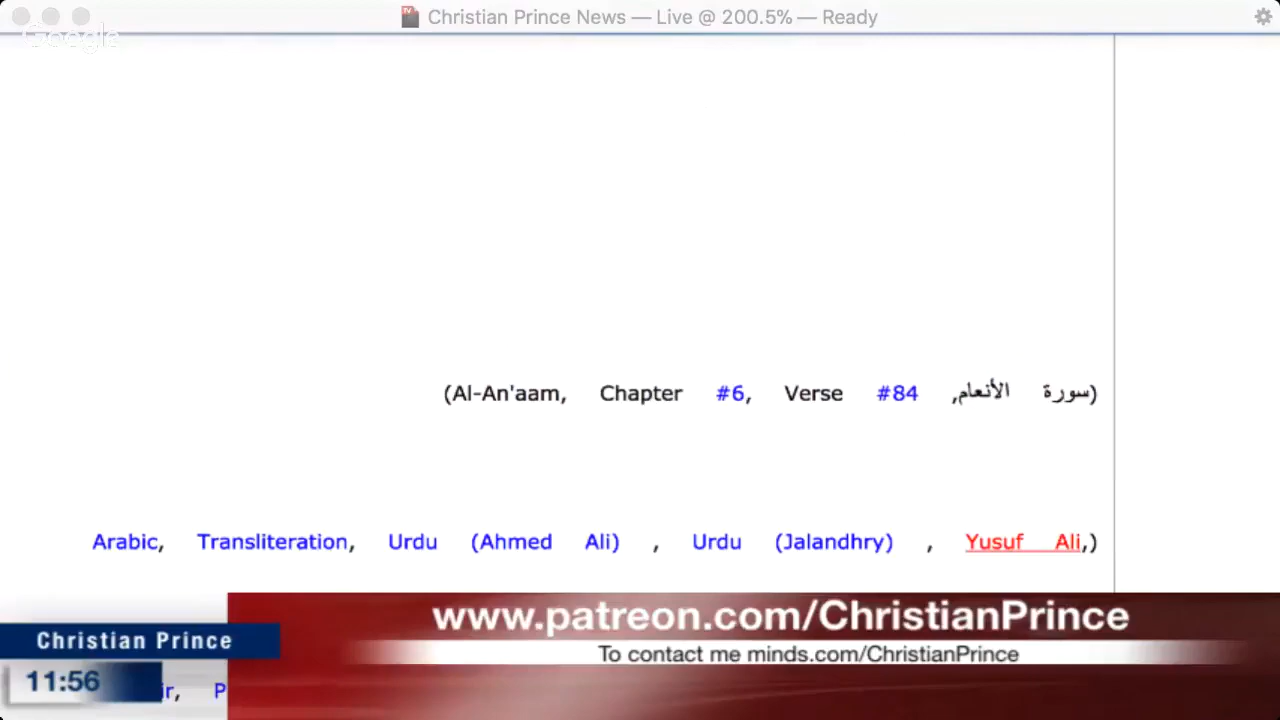 Christian Prince News — Live @ 200.5% — Ready
Google
(Al-An'aam, Chapter #6, Verse #84 ,سورة الأنعام)
Arabic, Transliteration, Urdu (Ahmed Ali) , Urdu (Jalandhry) , Yusuf Ali,)
www.patreon.com/ChristianPrince
Christian Prince
To contact me minds.com/ChristianPrince
11:56